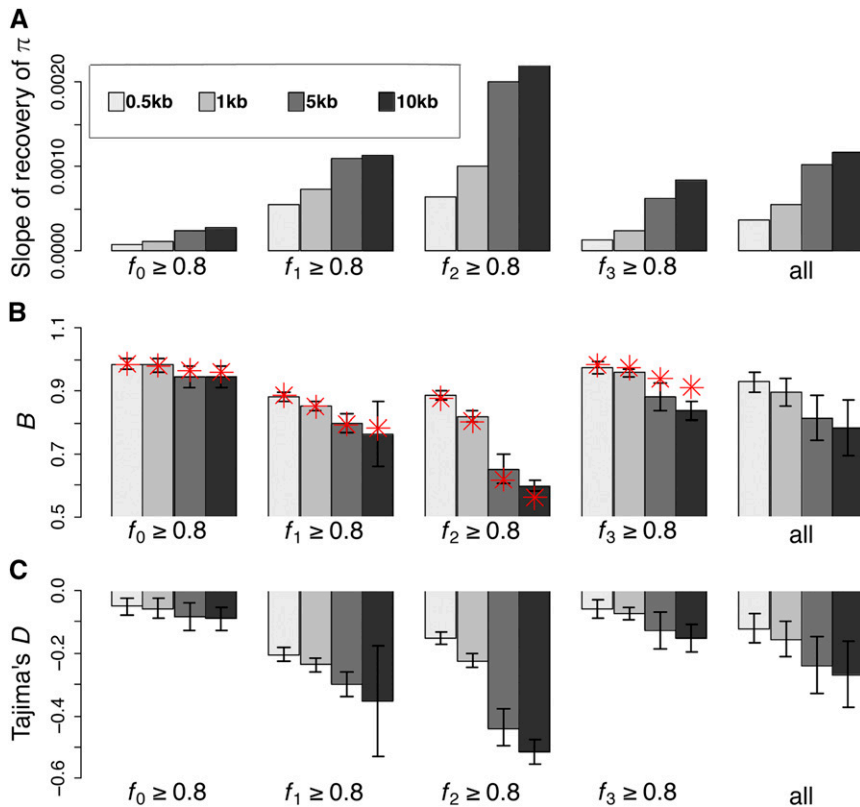 A
Slope of recovery of π
0.0020
0.0010
0.0000
0.5kb 1kb 5kb 10kb
f₀ ≥ 0.8 f₁ ≥ 0.8 f₂ ≥ 0.8 f₃ ≥ 0.8 all
B
B
1.1
0.9
0.7
0.5
f₀ ≥ 0.8 f₁ ≥ 0.8 f₂ ≥ 0.8 f₃ ≥ 0.8 all
C
Tajima's D
0.0
−0.2
−0.4
−0.6
f₀ ≥ 0.8 f₁ ≥ 0.8 f₂ ≥ 0.8 f₃ ≥ 0.8 all